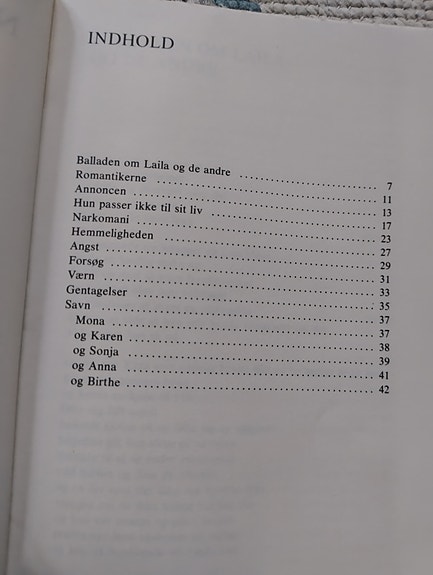 INDHOLD
Balladen om Laila og de andre .......................... 7
Romantikerne .......................... 11
Annoncen .......................... 13
Hun passer ikke til sit liv .......................... 17
Narkomani .......................... 23
Hemmeligheden .......................... 27
Angst .......................... 29
Forsøg .......................... 31
Værn .......................... 33
Gentagelser .......................... 35
Savn .......................... 37
Mona .......................... 37
og Karen .......................... 38
og Sonja .......................... 39
og Anna .......................... 41
og Birthe .......................... 42